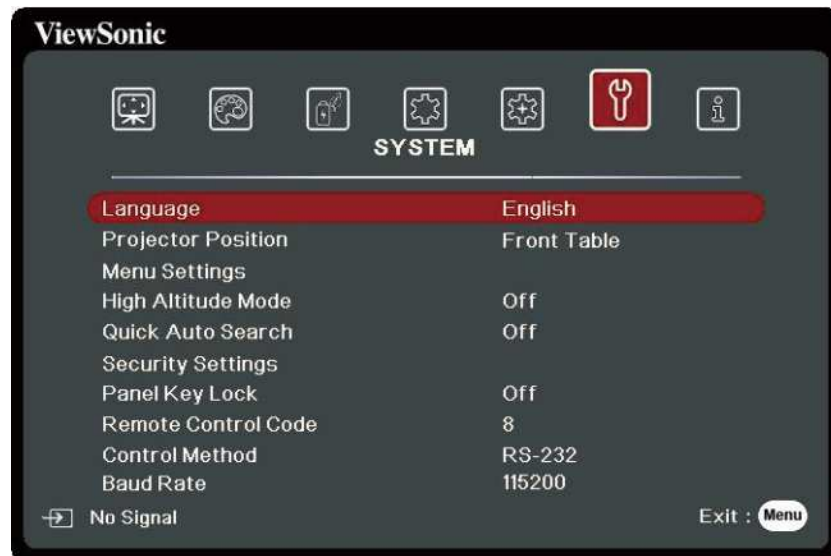 ViewSonic
SYSTEM
Language English
Projector Position Front Table
Menu Settings
High Altitude Mode Off
Quick Auto Search Off
Security Settings
Panel Key Lock Off
Remote Control Code 8
Control Method RS-232
Baud Rate 115200
No Signal Exit : Menu